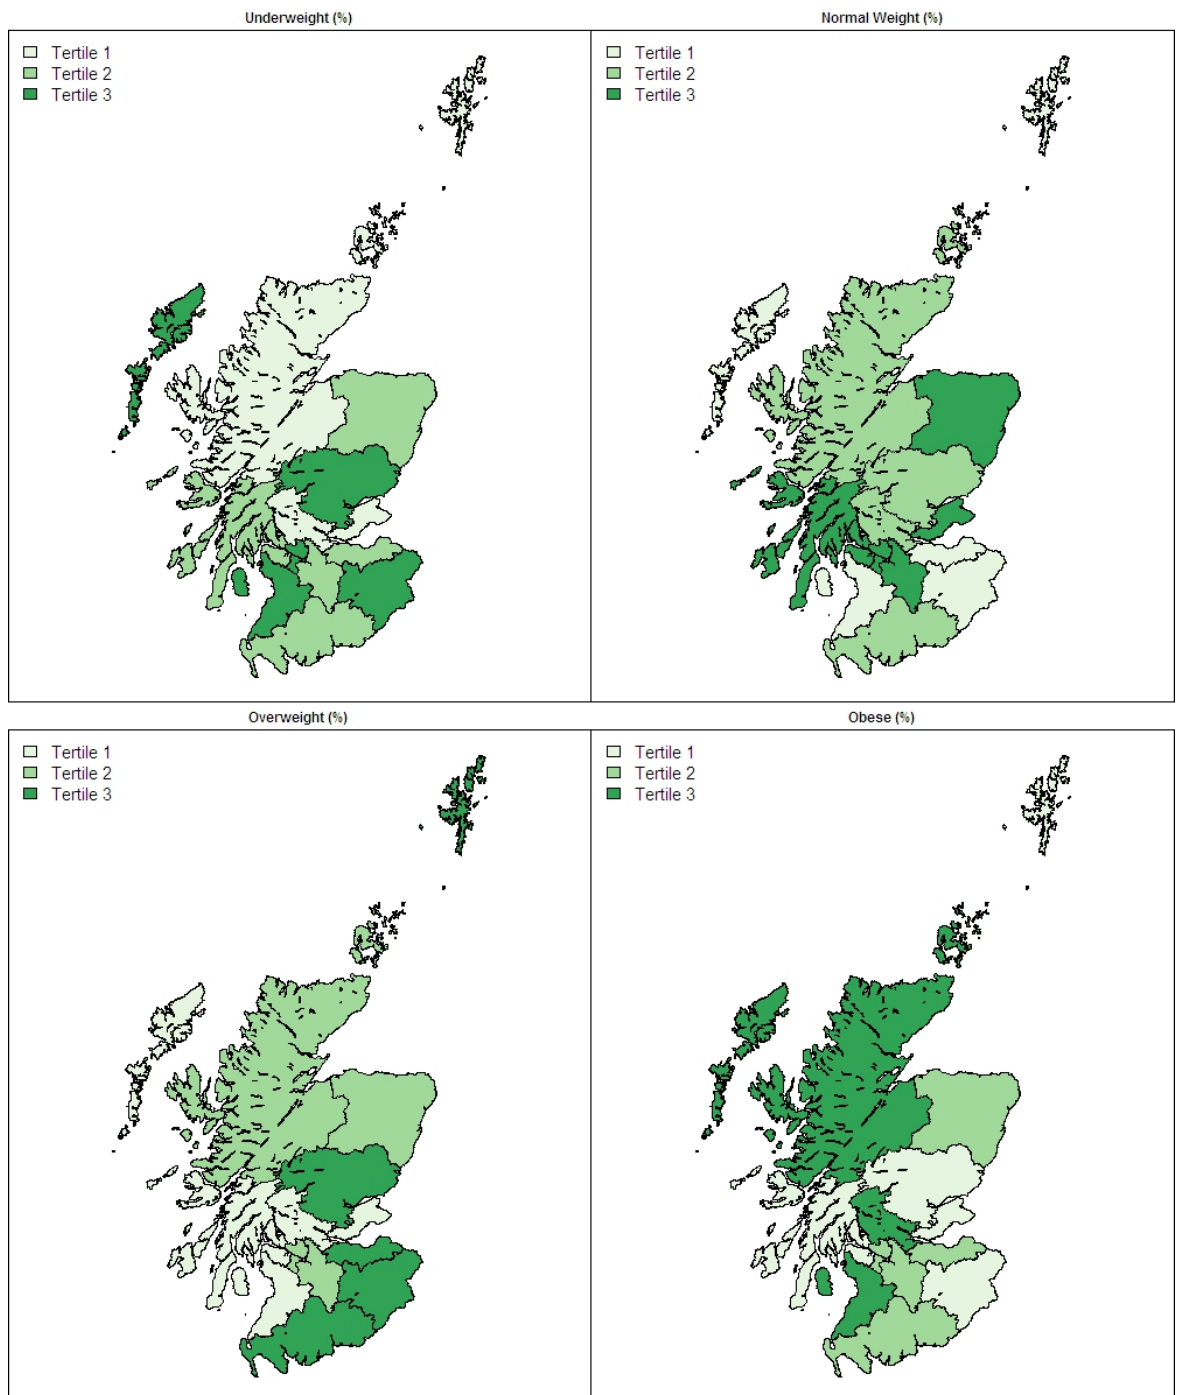 Underweight (%)
Normal Weight (%)
Tertile 1
Tertile 2
Tertile 3
Tertile 1
Tertile 2
Tertile 3
Overweight (%)
Obese (%)
Tertile 1
Tertile 2
Tertile 3
Tertile 1
Tertile 2
Tertile 3